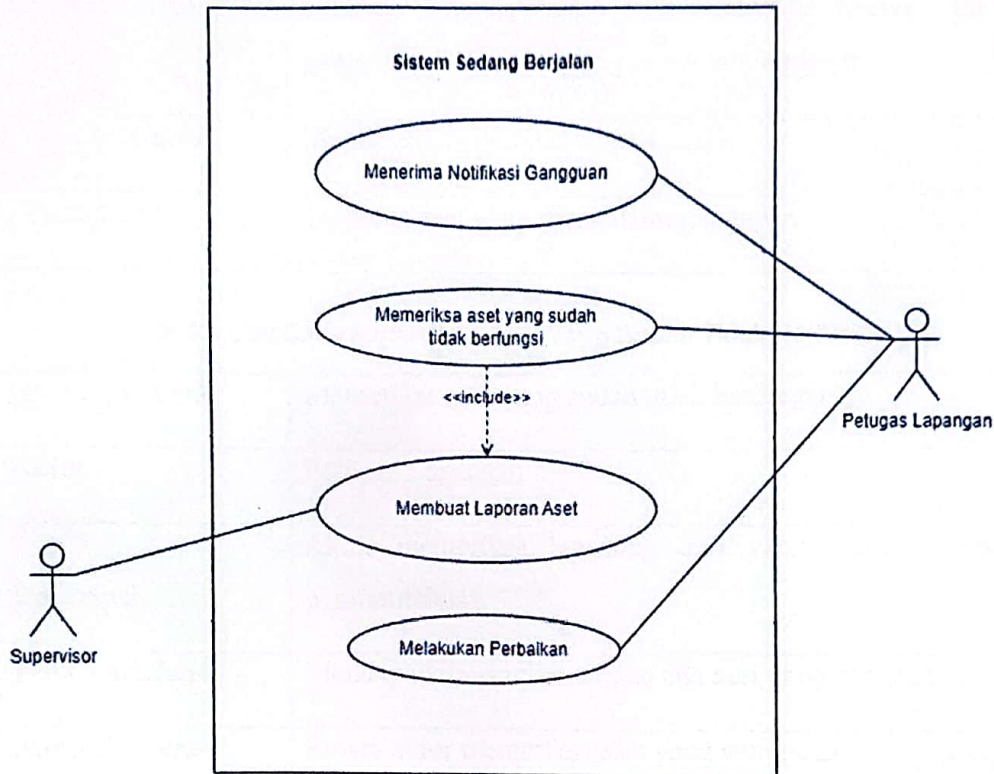 Sistem Sedang Berjalan
Menerima Notifikasi Gangguan
Memeriksa aset yang sudah
tidak berfungsi
<<include>>
Petugas Lapangan
Membuat Laporan Aset
Supervisor
Melakukan Perbaikan